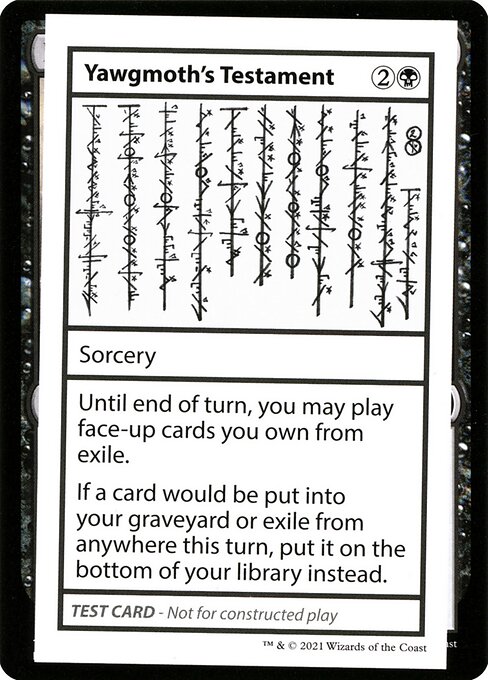 Yawgmoth's Testament 2
Sorcery
Until end of turn, you may play
face-up cards you own from
exile.
If a card would be put into
your graveyard or exile from
anywhere this turn, put it on the
bottom of your library instead.
TEST CARD - Not for constructed play
™ & © 2021 Wizards of the Coast
ast